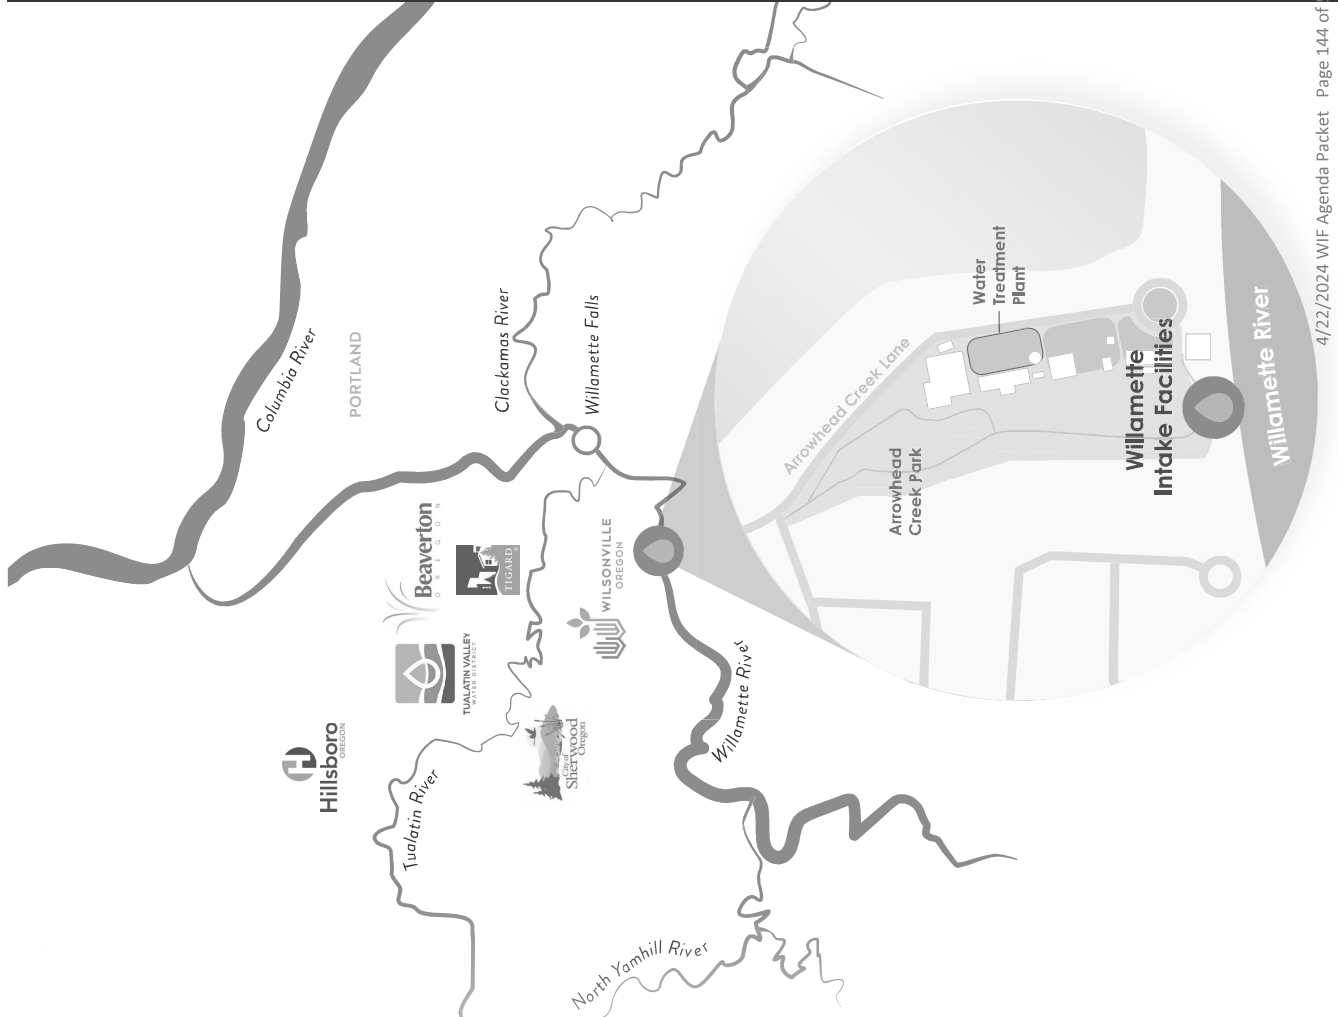 4/22/2024 WIF Agenda Packet Page 144 of
Columbia River
PORTLAND
Clackamas River
Willamette Falls
Beaverton
OREGON
TIGARD
TUALATIN VALLEY
WATER DISTRICT
WILSONVILLE
OREGON
Hillsboro
OREGON
City of
Sherwood
Oregon
Tualatin River
Willamette River
North Yamhill River
Arrowhead Creek Lane
Water
Treatment
Plant
Arrowhead
Creek Park
Willamette
Intake Facilities
Willamette River